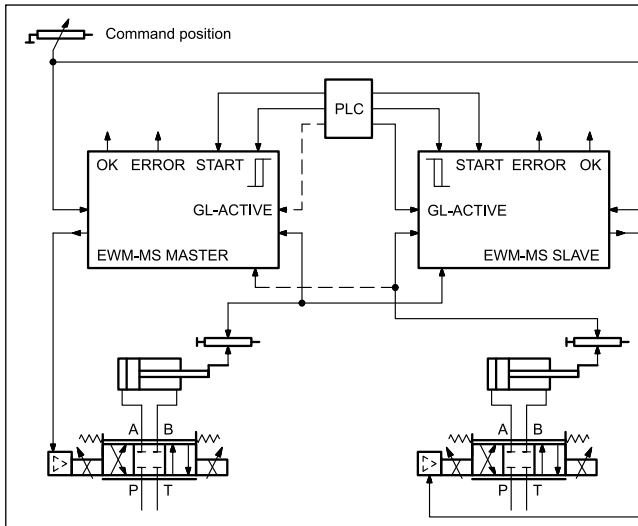 Command position
PLC
OK ERROR START
START ERROR OK
GL-ACTIVE
GL-ACTIVE
EWM-MS MASTER
EWM-MS SLAVE
A B
A B
P T
P T